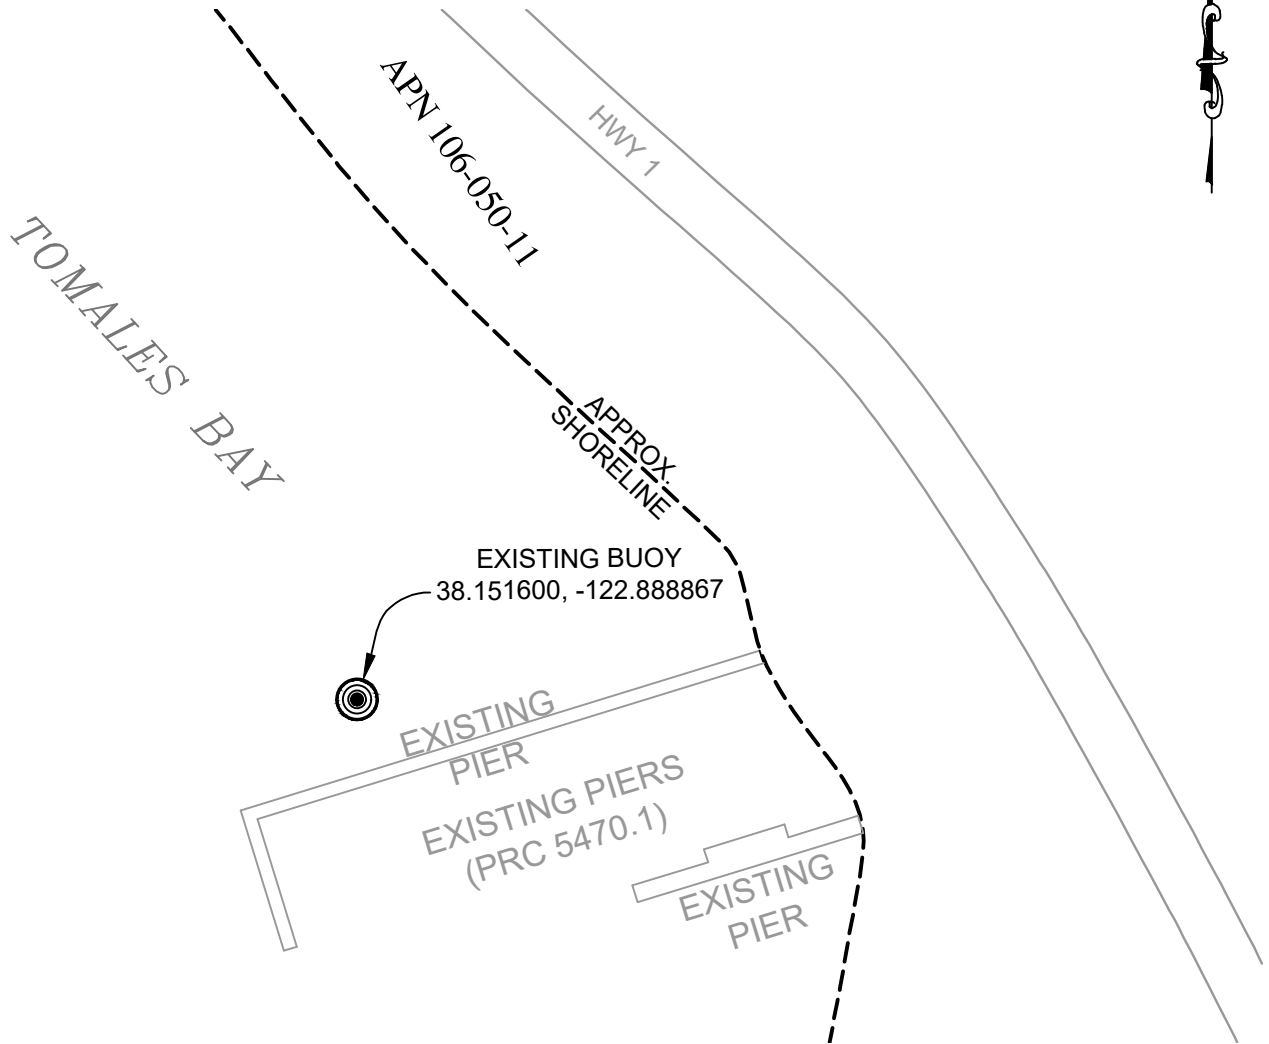 APN 106-050-11
HWY 1
TOMALES BAY
APPROX.
SHORELINE
EXISTING BUOY
38.151600, -122.888867
EXISTING
PIER
EXISTING PIERS
(PRC 5470.1)
EXISTING
PIER